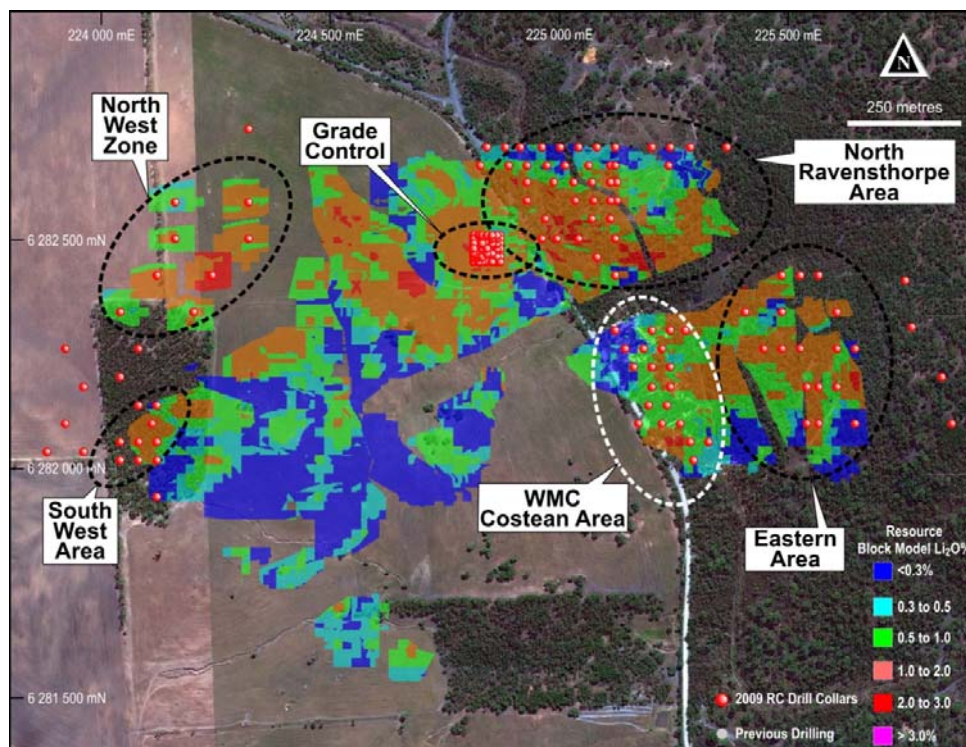 224 000 mE
224 500 mE
225 000 mE
225 500 mE
N
250 metres
North
West
Zone
Grade
Control
North
Ravensthorpe
Area
6 282 500 mN
6 282 000 mN
South
West
Area
WMC
Costean Area
Eastern
Area
Resource
Block Model Li₂O%
<0.3%
0.3 to 0.5
0.5 to 1.0
1.0 to 2.0
2.0 to 3.0
> 3.0%
6 281 500 mN
2009 RC Drill Collars
Previous Drilling